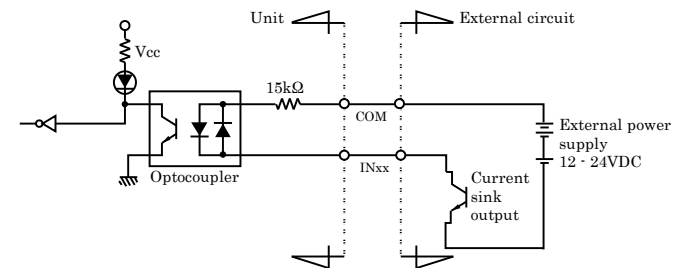 Unit
External circuit
Vcc
15kΩ
COM
External power
supply
12 - 24VDC
INxx
Optocoupler
Current
sink
output